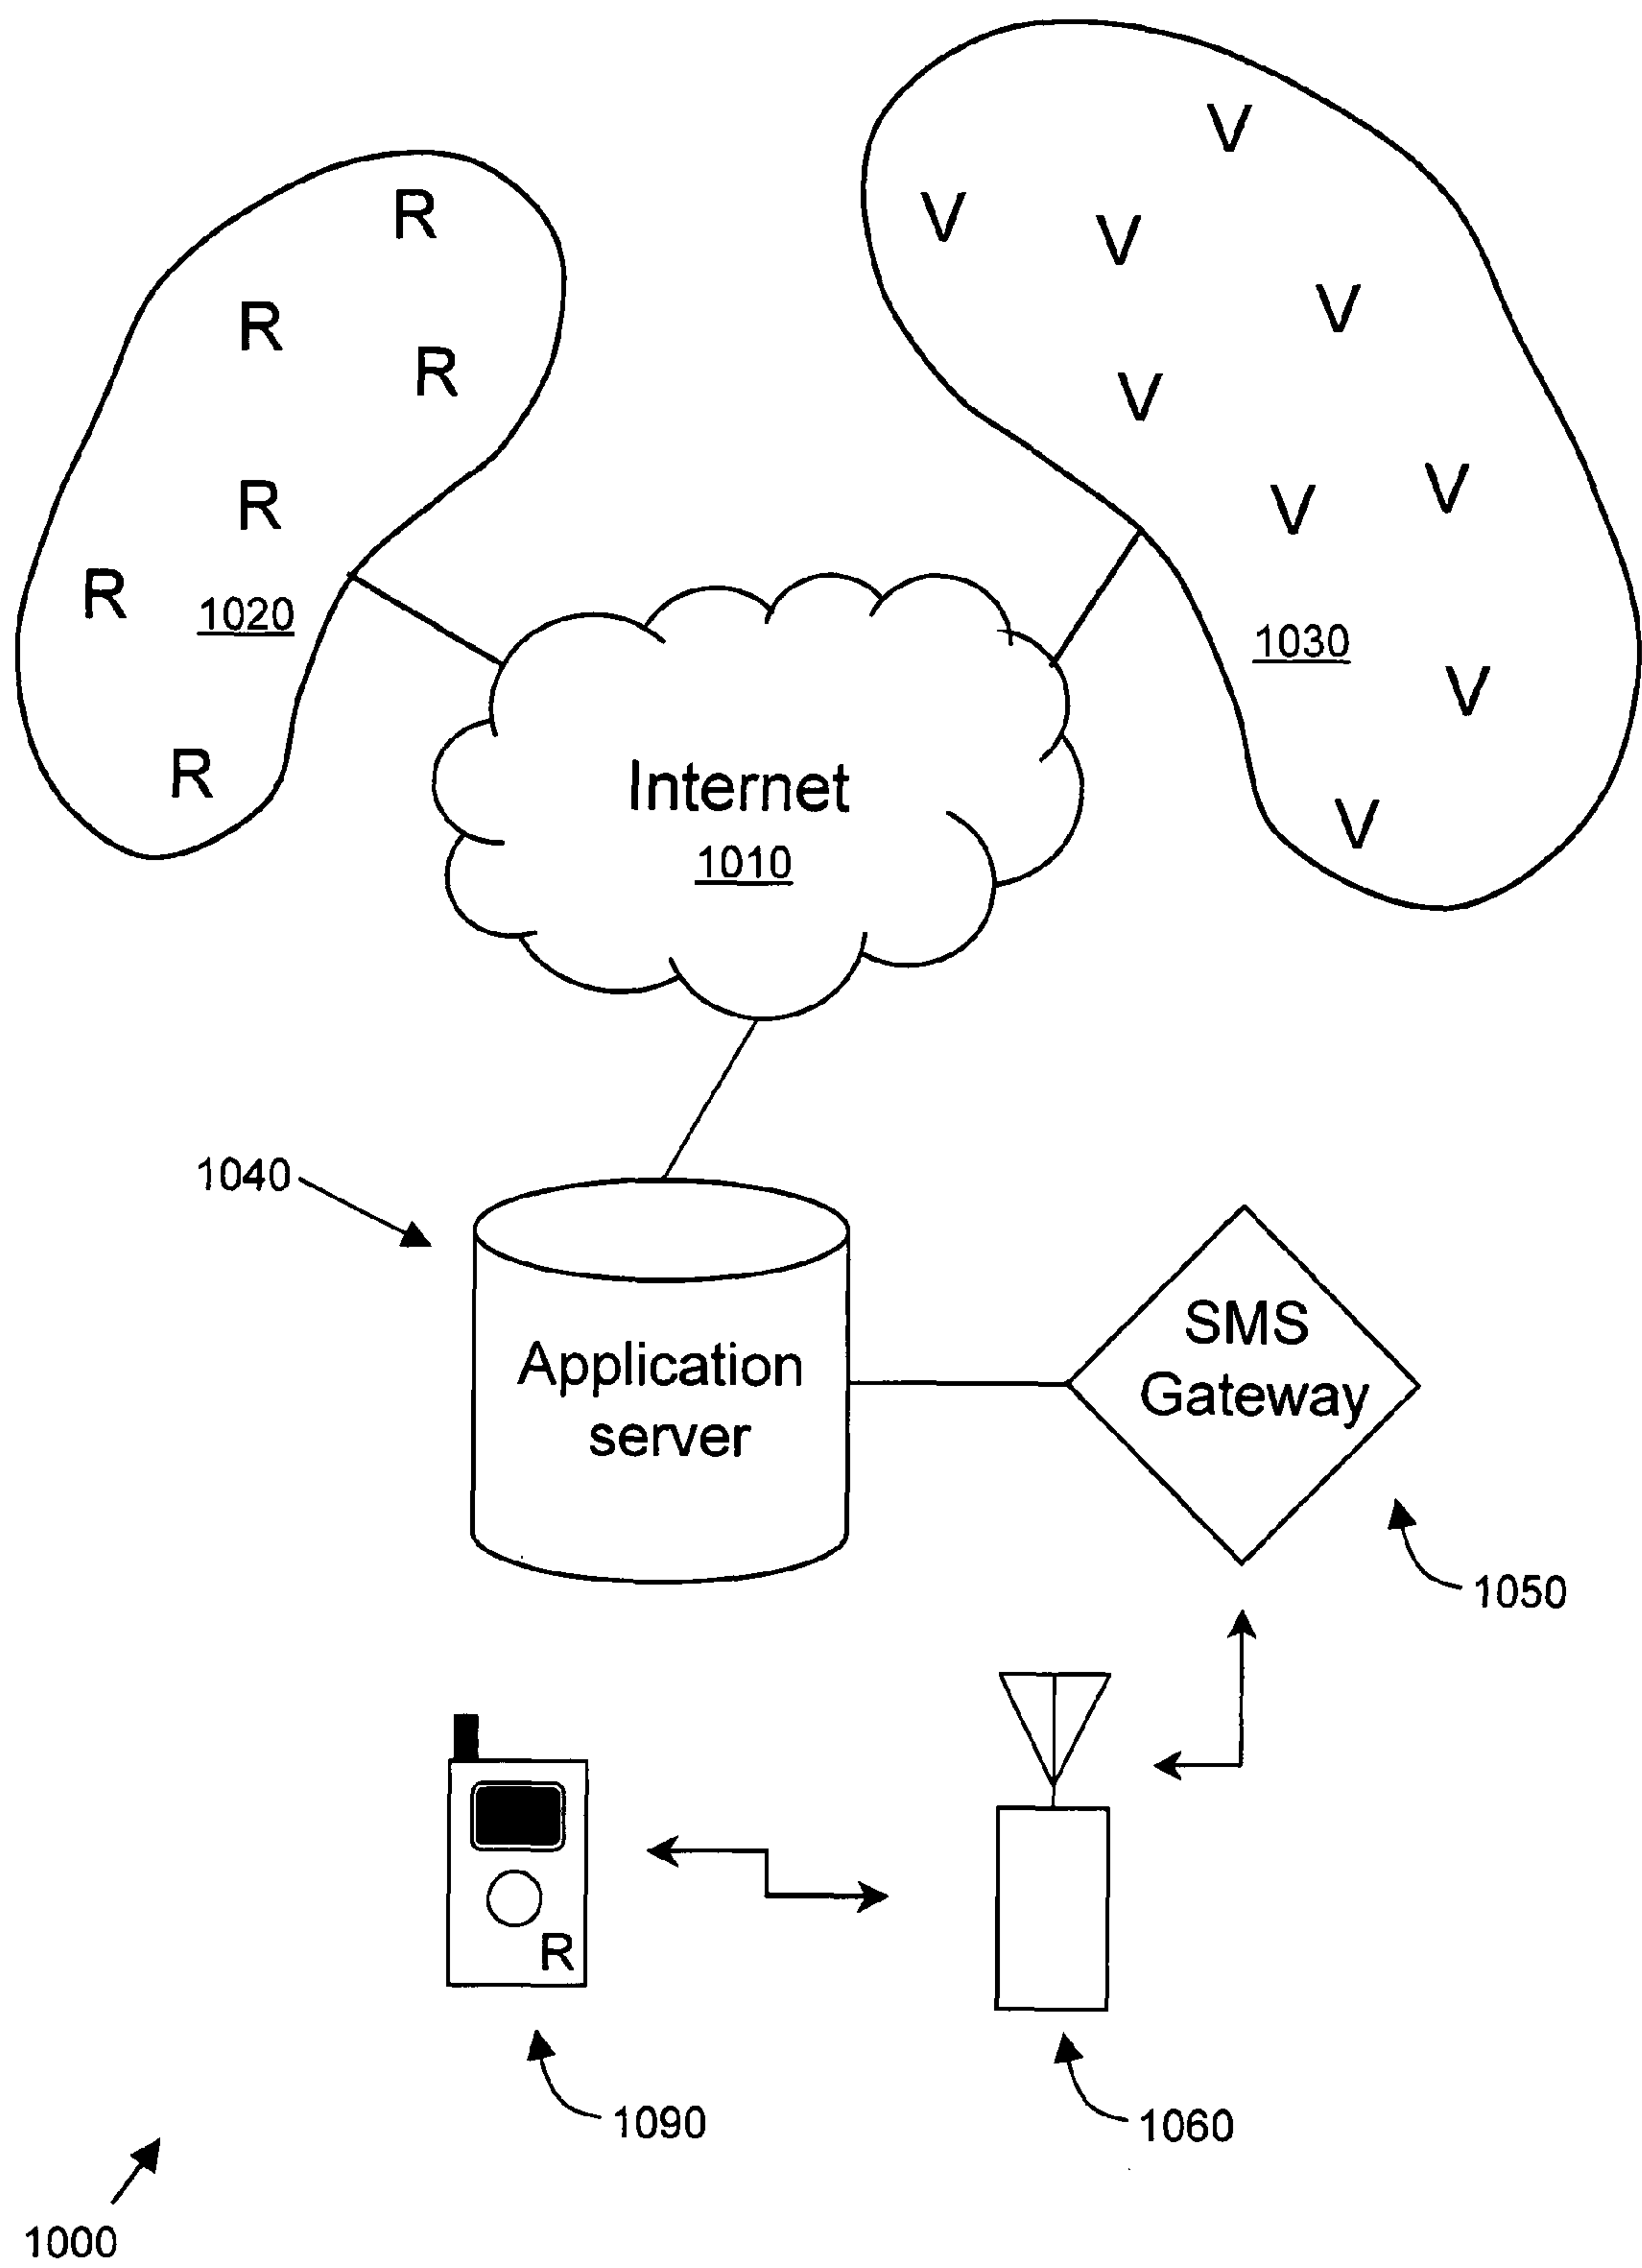 V
R
V
V
V
R
R
V
V
R
V
R
1020
1030
V
R
Internet
V
1010
1040
SMS
Gateway
Application
server
1050
R
1090
1060
1000